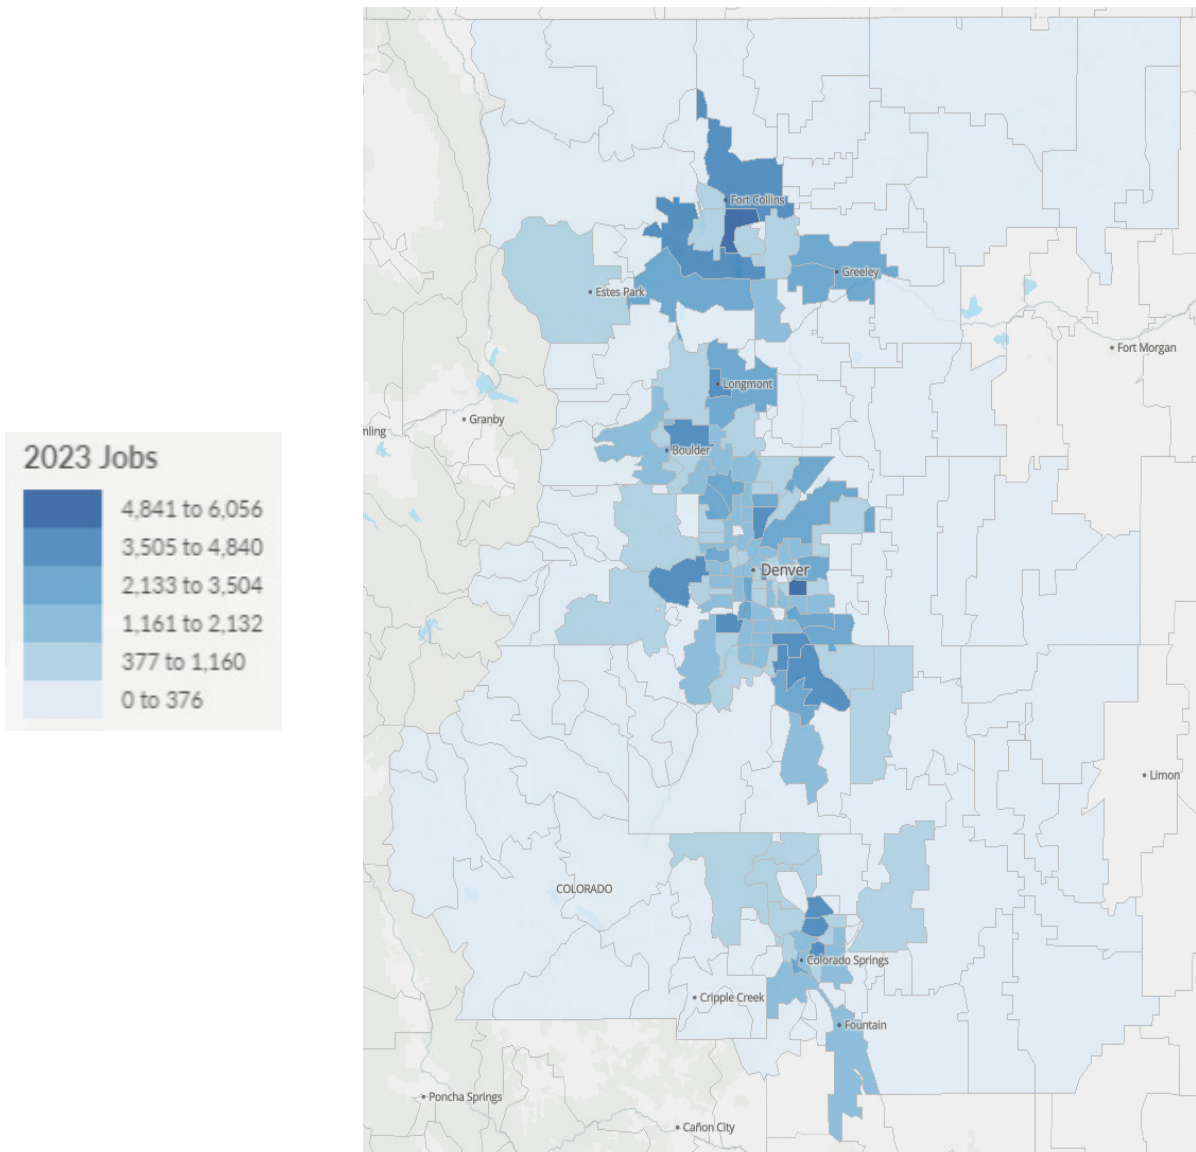 2023 Jobs
4,841 to 6,056
3,505 to 4,840
2,133 to 3,504
1,161 to 2,132
377 to 1,160
0 to 376
Fort Collins
Greeley
Estes Park
Fort Morgan
Longmont
Granby
mling
Boulder
Denver
Limon
COLORADO
Colorado Springs
Cripple Creek
Fountain
Poncha Springs
Cañon City